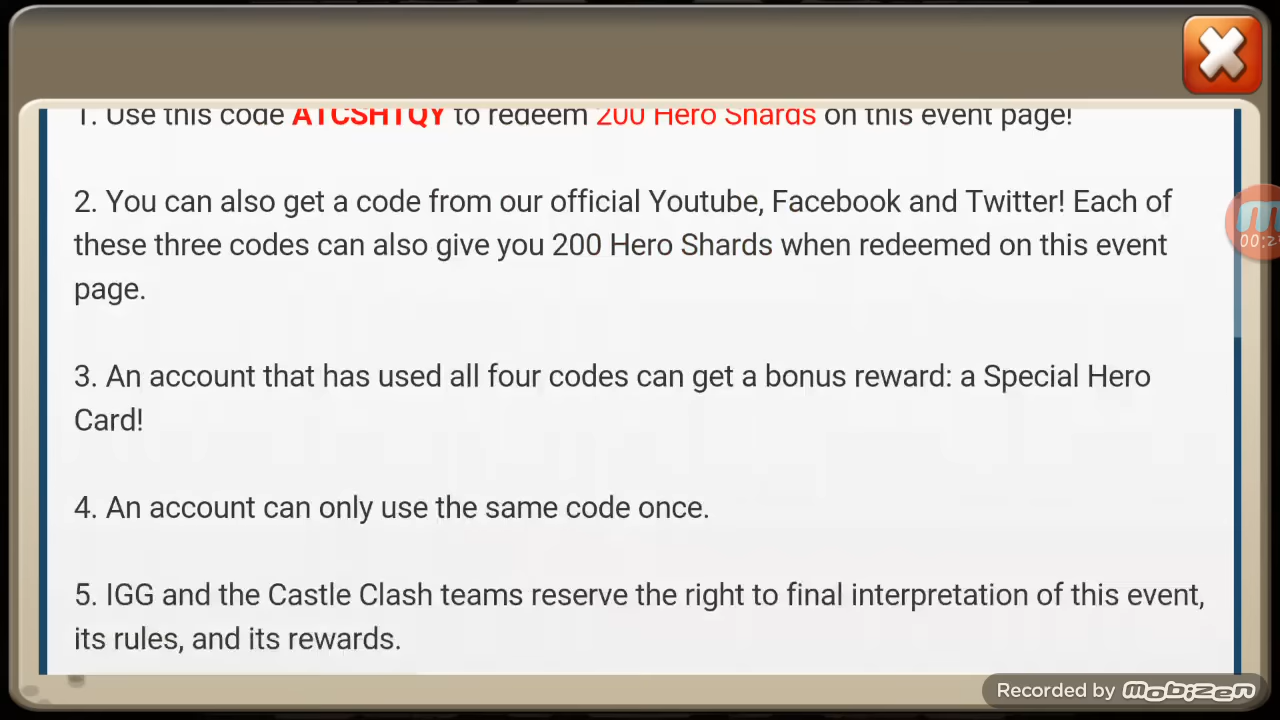 1. Use this code ATCSHTQY to redeem 200 Hero Shards on this event page!
2. You can also get a code from our official Youtube, Facebook and Twitter! Each of
these three codes can also give you 200 Hero Shards when redeemed on this event
page.
3. An account that has used all four codes can get a bonus reward: a Special Hero
Card!
4. An account can only use the same code once.
5. IGG and the Castle Clash teams reserve the right to final interpretation of this event,
its rules, and its rewards.
Recorded by Mobizen